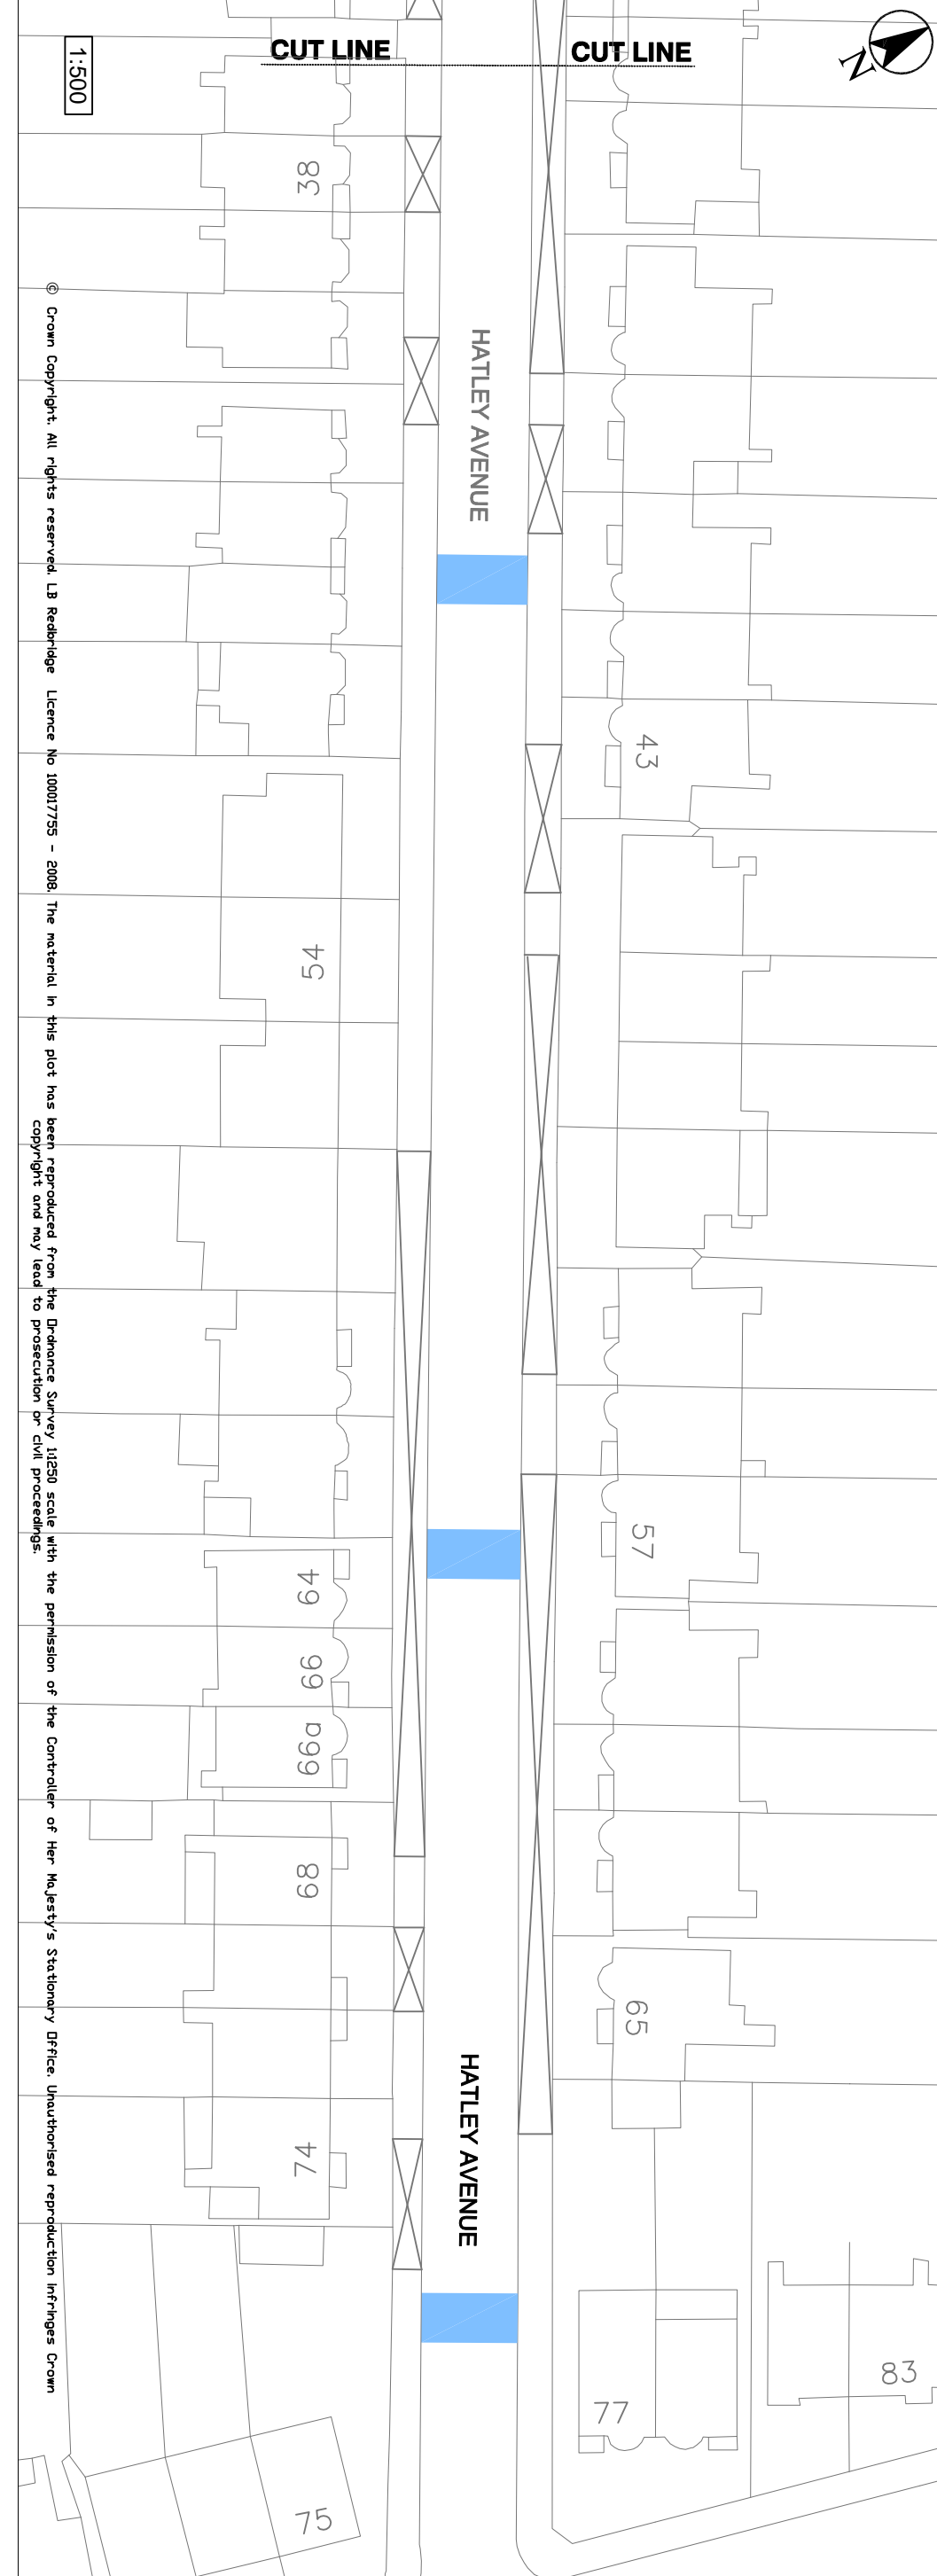 CUT LINE
CUT LINE
N
1:500
38
HATLEY AVENUE
43
54
57
64
66
66a
68
65
HATLEY AVENUE
74
83
77
75
© Crown Copyright. All rights reserved. LB Redbridge Licence No 100017755 - 2008. The material in this plot has been reproduced from the Ordnance Survey 1:1250 scale with the permission of the Controller of Her Majesty's Stationary Office. Unauthorised reproduction infringes Crown
copyright and may lead to prosecution or civil proceedings.